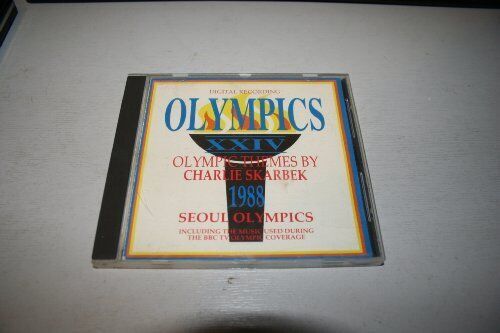 DIGITAL RECORDING
OLYMPICS
XXIV
OLYMPIC THEMES BY
CHARLIE SKARBEK
1988
SEOUL OLYMPICS
INCLUDING THE MUSIC USED DURING
THE BBC TV OLYMPIC COVERAGE